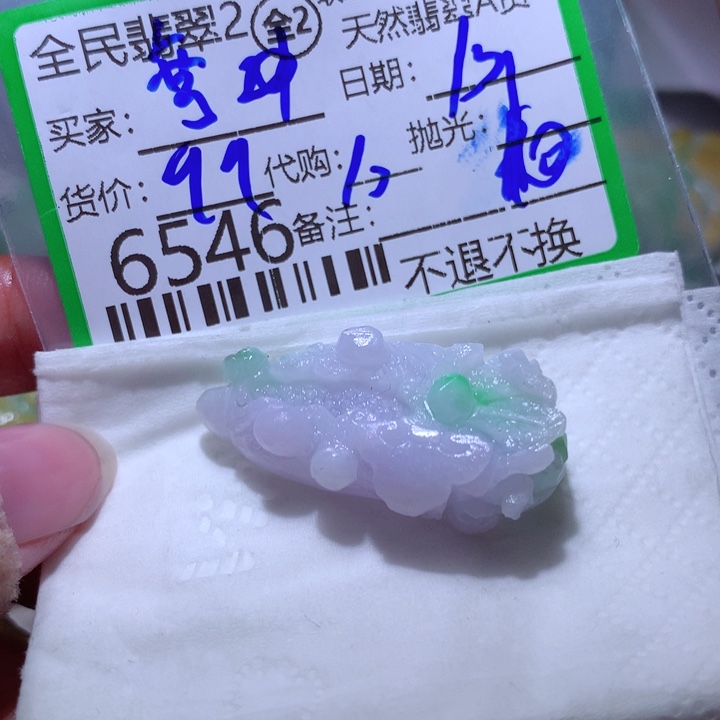 全民翡翠2 全2
天然翡翠A货
买家：
日期：
货价：99 代购：
抛光：
6546 备注：
不退不换